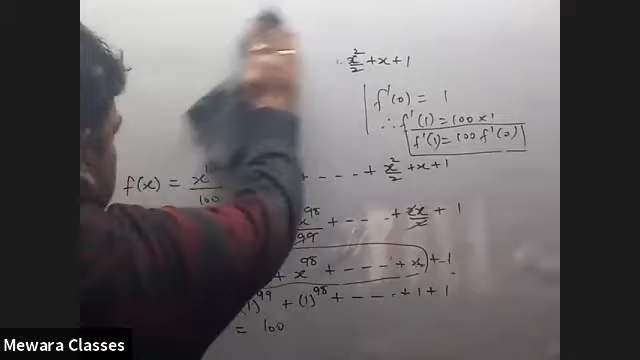 x²/2 + x + 1
f'(0) = 1
∴ f'(1) = 100 × 1
f'(1) = 100 f'(0)
f(x) = x /100 + - - - · + x²/2 + x + 1
x⁹⁸/99 + - - - · + 2x/2 + 1
+ x⁹⁸ + - - - - · + x + 1
(1)⁹⁹ + (1)⁹⁸ + - - - - · + 1 + 1
= 100
Mewara Classes